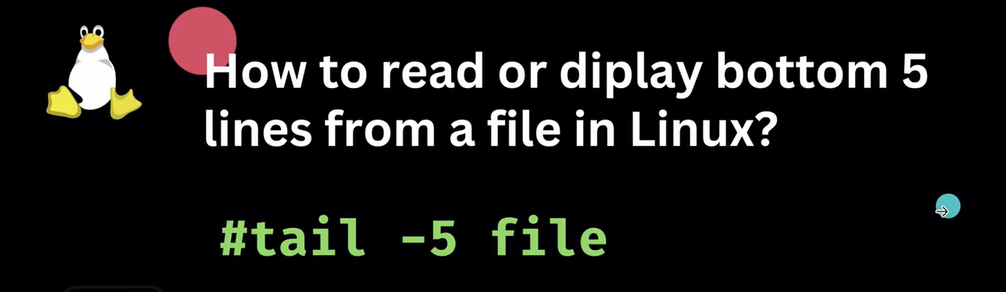 How to read or diplay bottom 5
lines from a file in Linux?
#tail -5 file